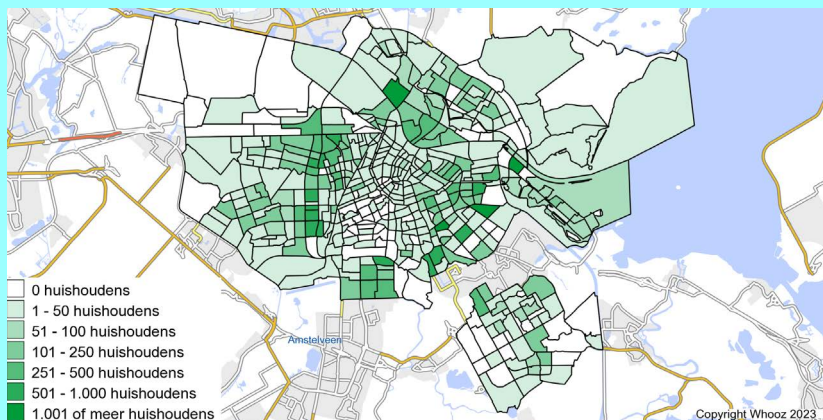 Amstelveen
0 huishoudens
1 - 50 huishoudens
51 - 100 huishoudens
101 - 250 huishoudens
251 - 500 huishoudens
501 - 1.000 huishoudens
1.001 of meer huishoudens
Copyright Whooz 2023